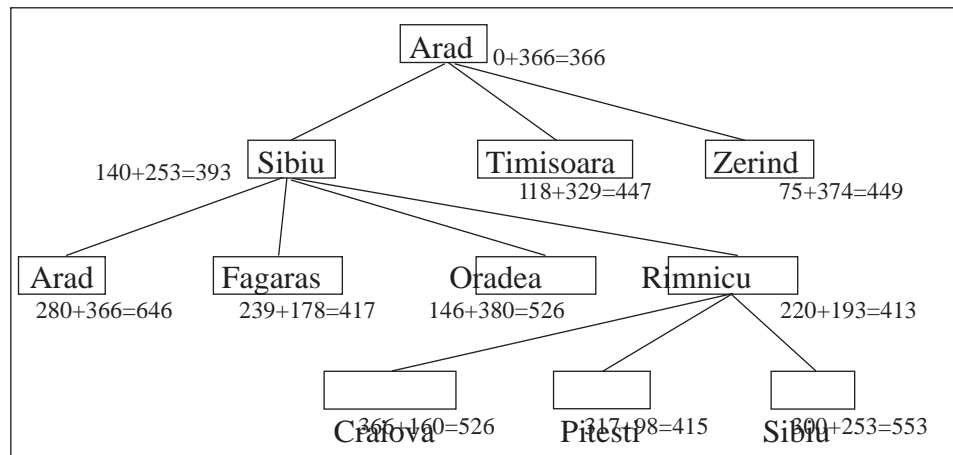 Arad
0+366=366
Sibiu
Timisoara
Zerind
140+253=393
118+329=447
75+374=449
Arad
Fagaras
Oradea
Rimnicu
280+366=646
239+178=417
146+380=526
220+193=413
366+160=526
317+98=415
300+253=553
Craiova
Pitesti
Sibiu